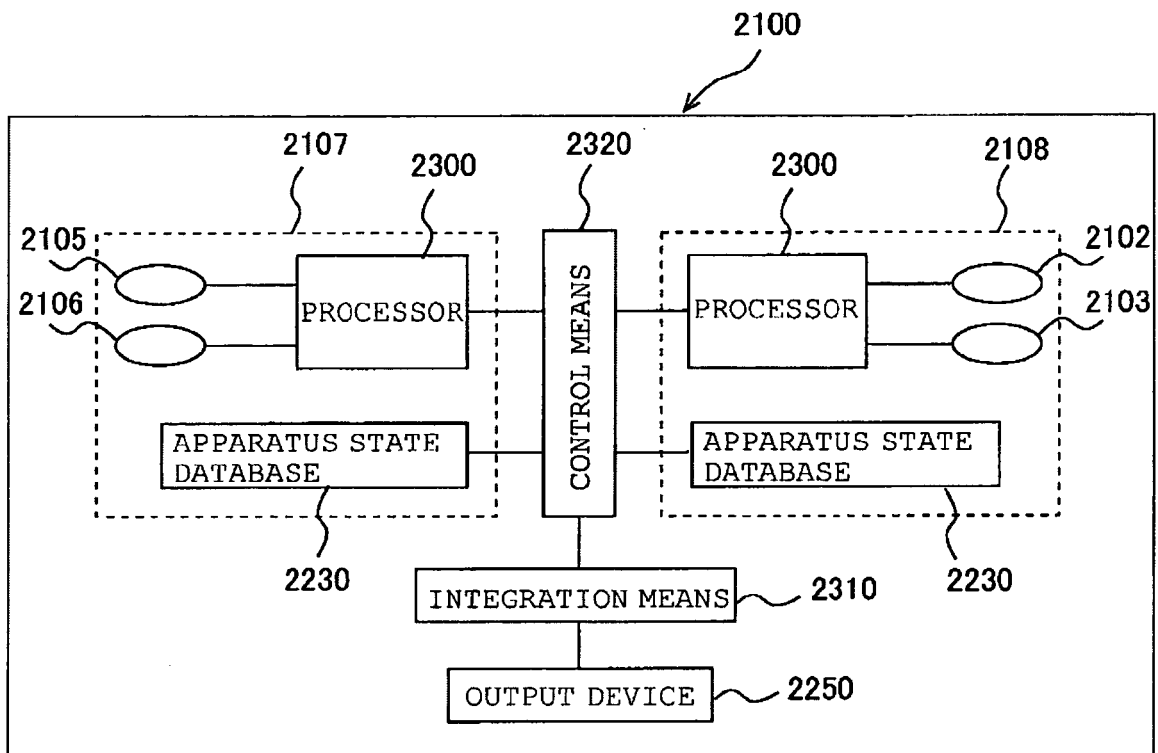 2100
2107
2300
2320
2300
2108
2105
2102
2106
2103
PROCESSOR
CONTROL MEANS
PROCESSOR
APPARATUS STATE
DATABASE
APPARATUS STATE
DATABASE
2230
2230
INTEGRATION MEANS
2310
OUTPUT DEVICE
2250